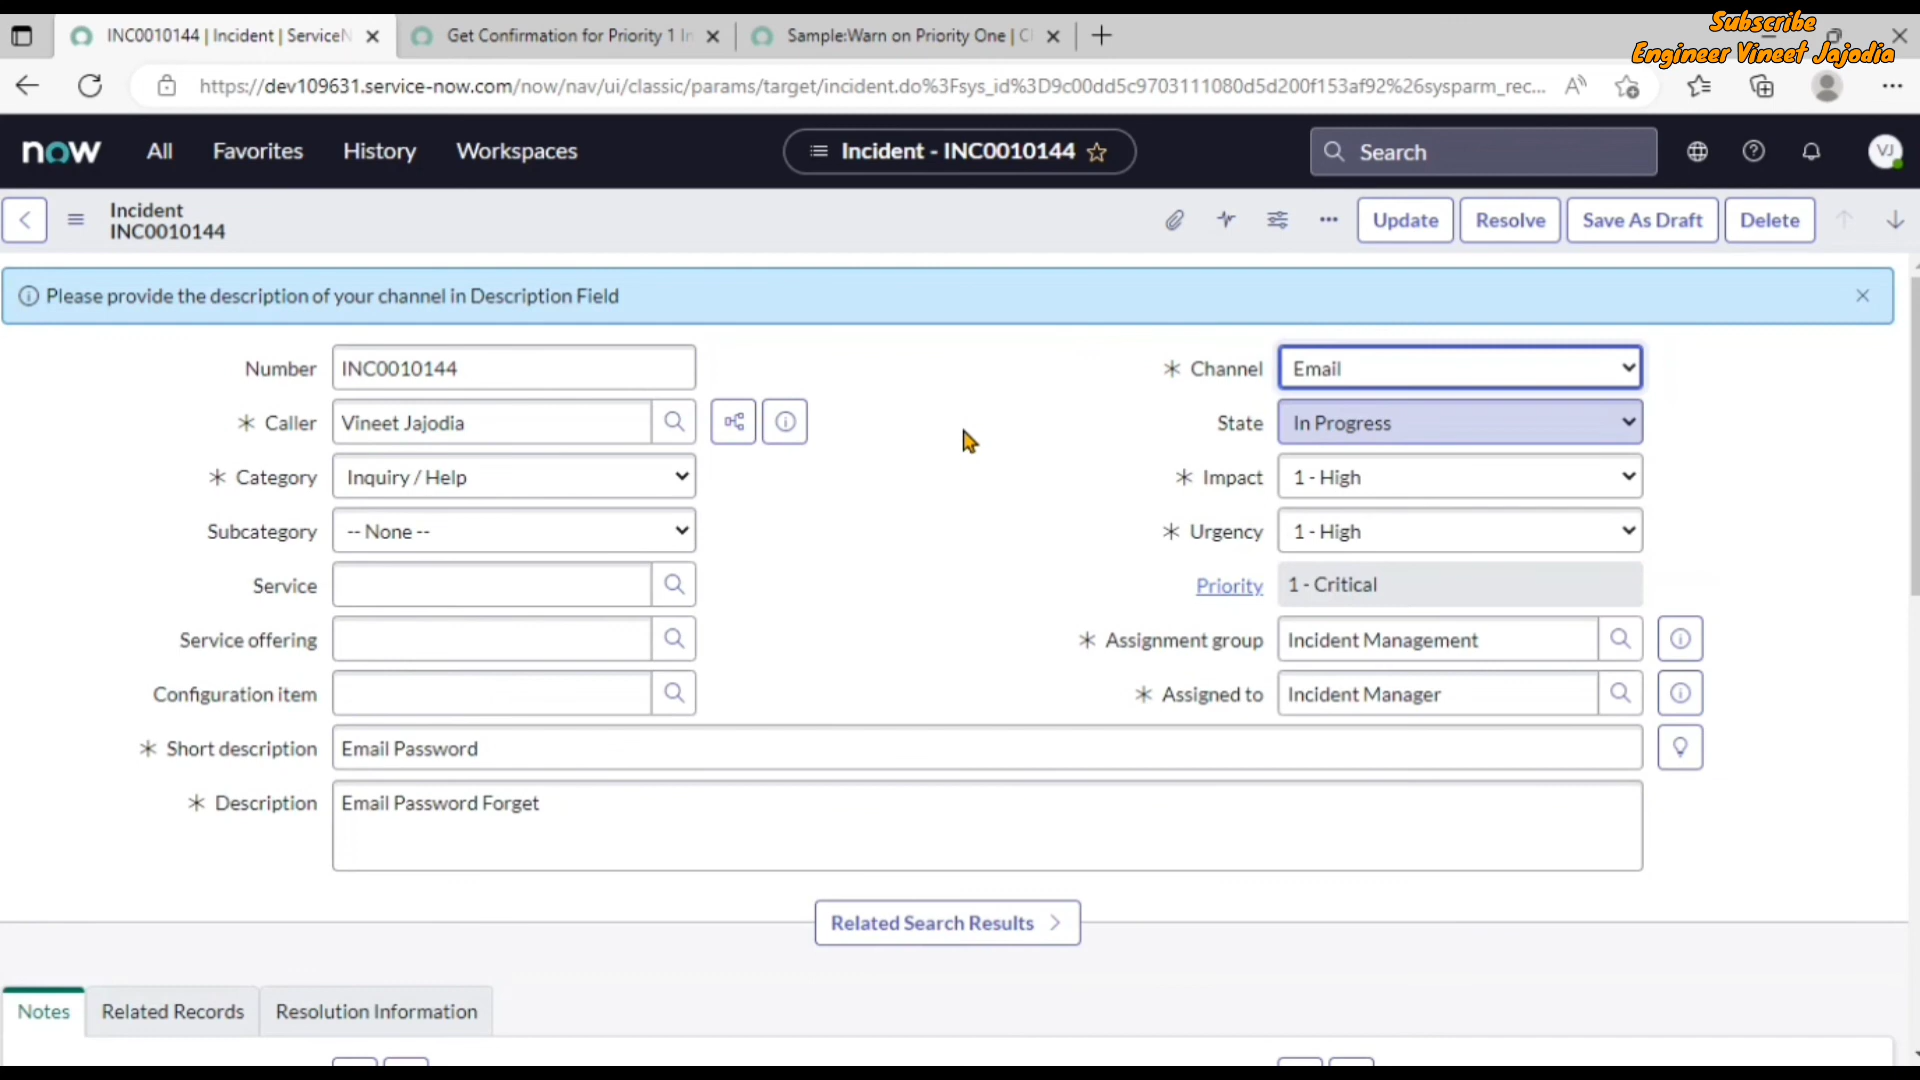 INC0010144 | Incident | ServiceN
Get Confirmation for Priority 1 In
Sample:Warn on Priority One | C
Subscribe
Engineer Vineet Jajodia
https://dev109631.service-now.com/now/nav/ui/classic/params/target/incident.do%3Fsys_id%3D9c00dd5c9703111080d5d200f153af92%26sysparm_rec...
now
All
Favorites
History
Workspaces
Incident - INC0010144
Search
VJ
Incident
INC0010144
Update
Resolve
Save As Draft
Delete
Please provide the description of your channel in Description Field
Number INC0010144
* Channel Email
* Caller Vineet Jajodia
State In Progress
* Category Inquiry / Help
* Impact 1 - High
Subcategory -- None --
* Urgency 1 - High
Service
Priority 1 - Critical
Service offering
* Assignment group Incident Management
Configuration item
* Assigned to Incident Manager
* Short description Email Password
* Description Email Password Forget
Related Search Results
Notes
Related Records
Resolution Information